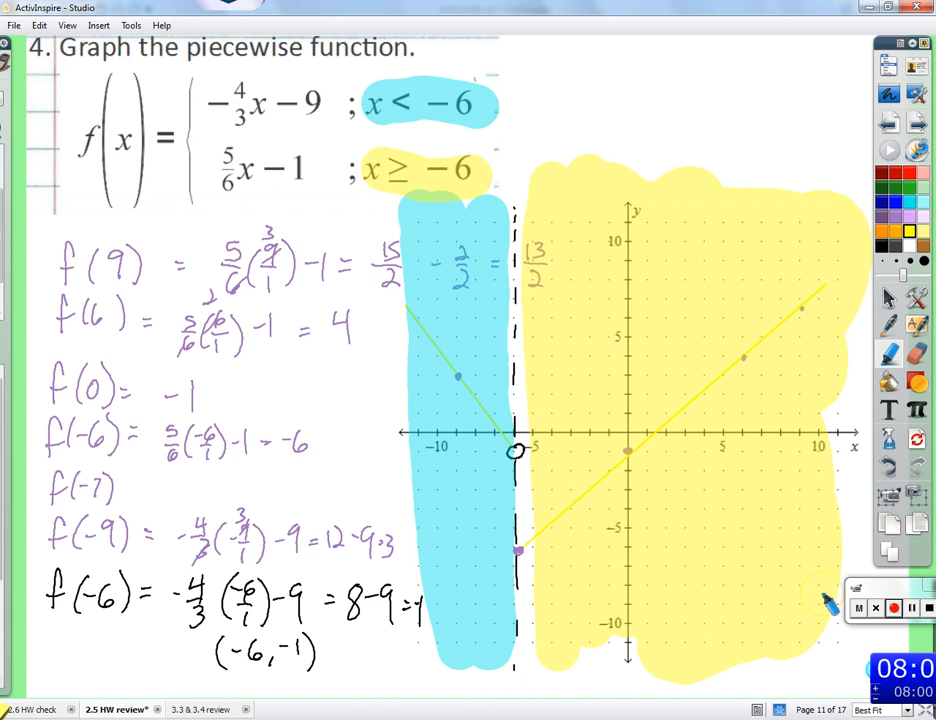 ActivInspire - Studio
File Edit View Insert Tools Help
4. Graph the piecewise function.
f(x) = { -4/3x - 9 ; x < -6
5/6x - 1 ; x ≥ -6
f(9) = 5/6(9/1) - 1 = 15/2 - 2/2 = 13/2
3
2
f(6) = 5/6(6/1) - 1 = 4
f(0) = -1
f(-6) = 5/6(-6/1) - 1 = -6
f(-7)
f(-9) = -4/3(-9/1) - 9 = 12 - 9 = 3
3
f(-6) = -4/3(-6/1) - 9 = 8 - 9 = -1
(-6, -1)
y
10
5
-10 -5 5 10 x
-5
-10
T
M
08:0
08:00
2.6 HW check 2.5 HW review* 3.3 & 3.4 review Page 11 of 17 Best Fit